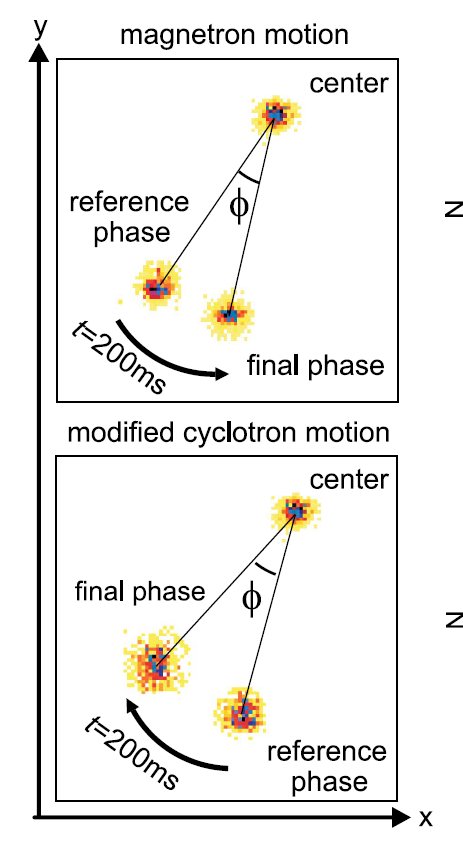 y
magnetron motion
center
reference
phase
ϕ
t=200ms
final phase
N
modified cyclotron motion
center
final phase
ϕ
t=200ms
reference
phase
N
x